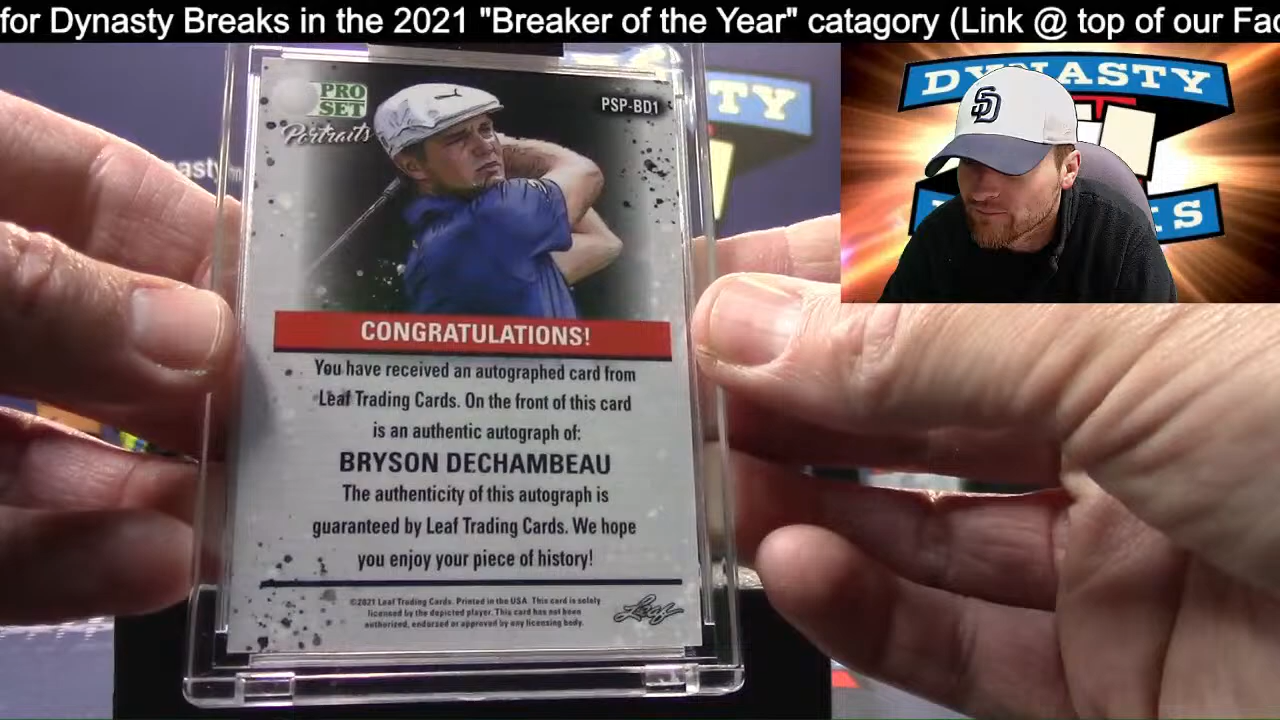 for Dynasty Breaks in the 2021 "Breaker of the Year" catagory (Link @ top of our Fac
PRO
SET
Portraits
PSP-BD1
TY
DYNASTY
SD
S
CONGRATULATIONS!
You have received an autographed card from
Leaf Trading Cards. On the front of this card
is an authentic autograph of:
BRYSON DECHAMBEAU
The authenticity of this autograph is
guaranteed by Leaf Trading Cards. We hope
you enjoy your piece of history!
©2021 Leaf Trading Cards. Printed in the USA. This card is solely
licensed by the depicted player. This card has not been
authorized, endorsed or approved by any licensing body.
Leaf